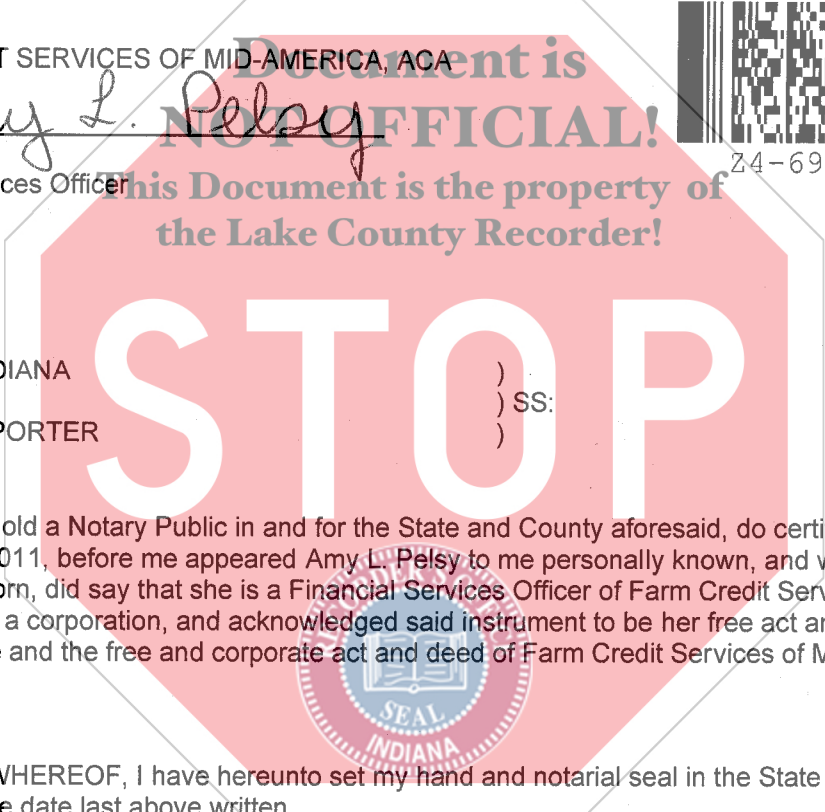 T SERVICES OF MID-AMERICA, ACA
Document is
y L. Pelsy
NOT OFFICIAL!
Z4-69
ces Officer
This Document is the property of
the Lake County Recorder!
STOP
DIANA )
) SS:
PORTER )
old a Notary Public in and for the State and County aforesaid, do certi
011, before me appeared Amy L. Pelsy to me personally known, and w
orn, did say that she is a Financial Services Officer of Farm Credit Serv
a corporation, and acknowledged said instrument to be her free act an
e and the free and corporate act and deed of Farm Credit Services of M
SEAL
INDIANA
WHEREOF, I have hereunto set my hand and notarial seal in the State
e date last above written